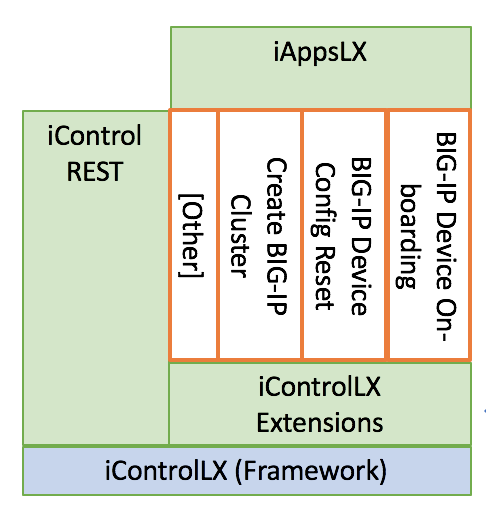 iAppsLX
iControl
REST
[Other]
Create BIG-IP
Cluster
BIG-IP Device
Config Reset
BIG-IP Device On-
boarding
iControlLX
Extensions
iControlLX (Framework)